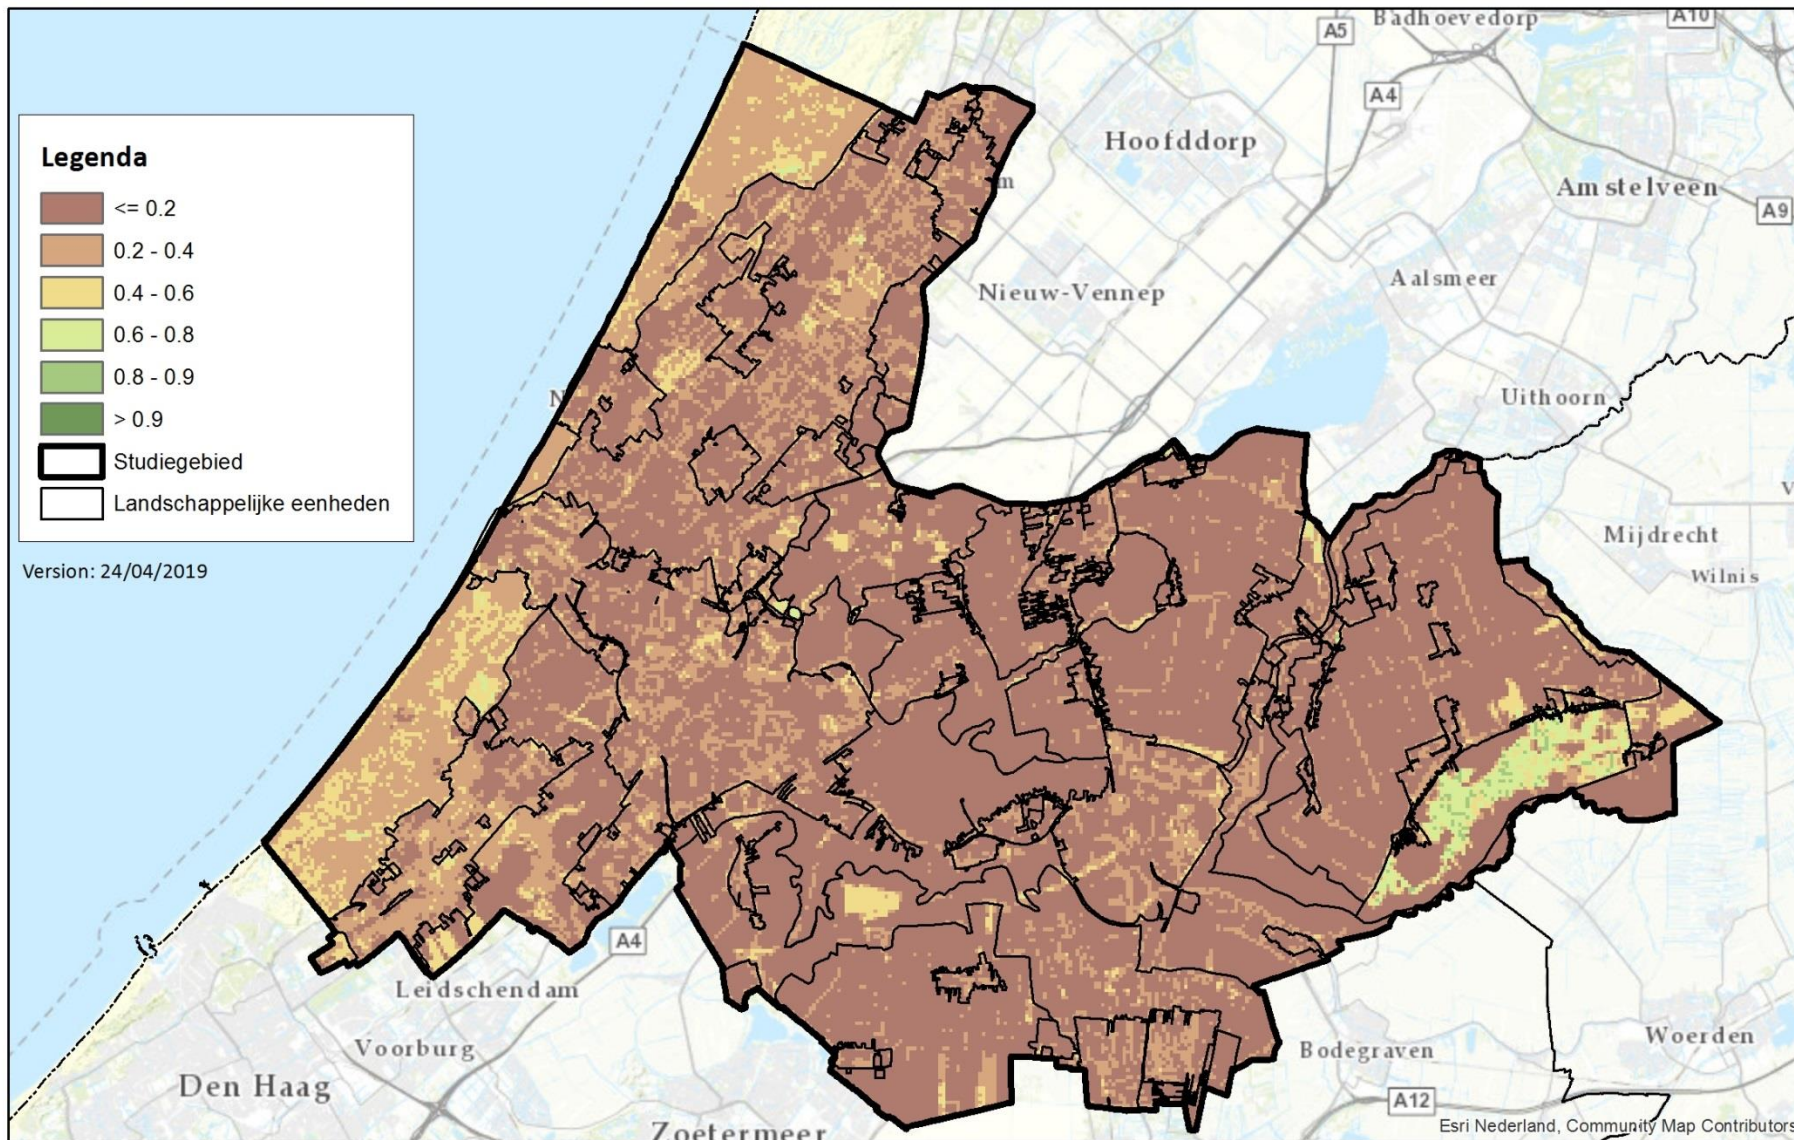 Legenda
<= 0.2
0.2 - 0.4
0.4 - 0.6
0.6 - 0.8
0.8 - 0.9
> 0.9
Studiegebied
Landschappelijke eenheden
Version: 24/04/2019
Badhoevedorp
A10
A5
A4
Hoofddorp
Amstelveen
A9
Nieuw-Vennep
Aalsmeer
Uithoorn
Mijdrecht
Wilnis
A4
Leidschendam
Voorburg
Den Haag
Zoetermeer
Bodegraven
Woerden
A12
Esri Nederland, Community Map Contributors